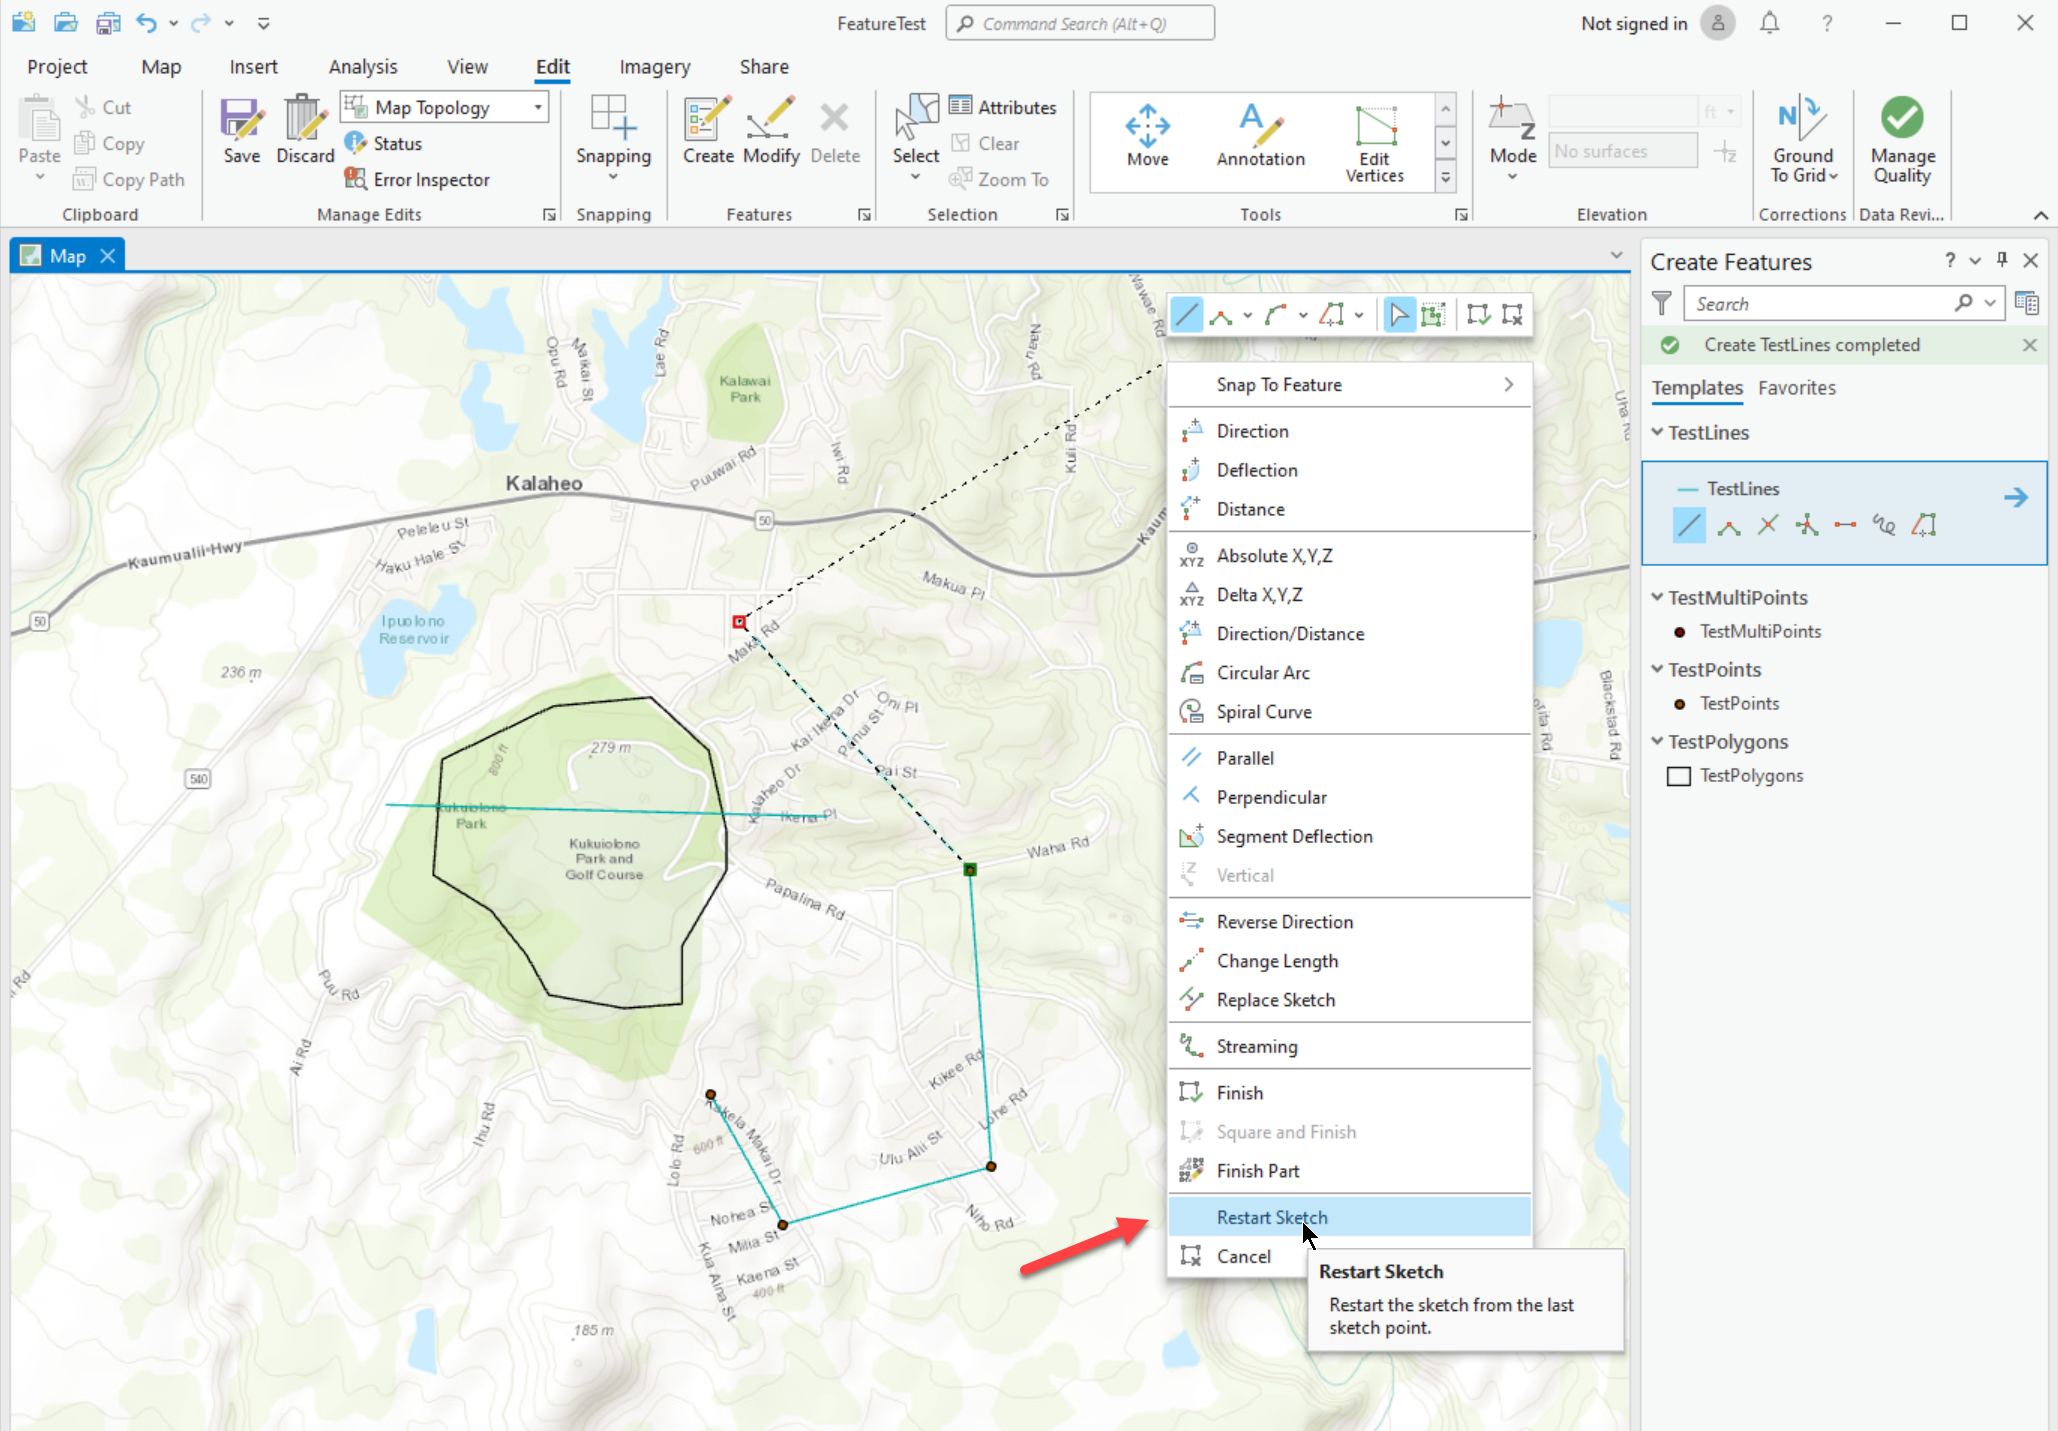 FeatureTest
Command Search (Alt+Q)
Not signed in
?
Project
Map
Insert
Analysis
View
Edit
Imagery
Share
Paste
Cut
Copy
Copy Path
Clipboard
Save
Discard
Map Topology
Status
Error Inspector
Manage Edits
Snapping
Snapping
Create
Modify
Delete
Features
Select
Attributes
Clear
Zoom To
Selection
Move
Annotation
Edit
Vertices
Tools
Z
Mode
ft
No surfaces
Elevation
N
Ground
To Grid
Corrections
Manage
Quality
Data Revi...
Map
Create Features
?
Search
Create TestLines completed
Templates
Favorites
TestLines
TestLines
TestMultiPoints
TestMultiPoints
TestPoints
TestPoints
TestPolygons
TestPolygons
Snap To Feature
Direction
Deflection
Distance
Absolute X,Y,Z
Delta X,Y,Z
Direction/Distance
Circular Arc
Spiral Curve
Parallel
Perpendicular
Segment Deflection
Vertical
Reverse Direction
Change Length
Replace Sketch
Streaming
Finish
Square and Finish
Finish Part
Restart Sketch
Cancel
Restart Sketch
Restart the sketch from the last
sketch point.
Opu Rd
Maikai St
Lae Rd
Kalawai
Park
Wawae Rd
Naau Rd
Kuli Rd
Iwi Rd
Puuwai Rd
Kalaheo
50
Peleleu St
Haku Hale St
Kaumualii-Hwy
50
Makua Pl
Ipuolono
Reservoir
236 m
540
279 m
800 ft
Kai Ikena Dr
Oni Pl
Panui St
Pai St
Kalaheo Dr
Ikena Pl
Kukuiolono
Park
Kukuiolono
Park and
Golf Course
Waha Rd
Papalina Rd
Puu Rd
Ai Rd
Ihu Rd
Kikee Rd
Lohe Rd
Ulu Alii St
Niho Rd
Kakela Makai Dr
600 ft
Lolo Rd
Milia St
Kaena St
400 ft
Kua Aina St
185 m
Blackstad Rd